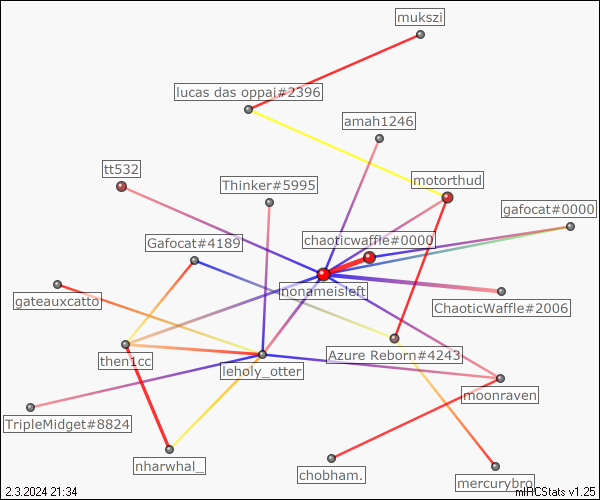 mukszi
lucas das oppai#2396
amah1246
tt532
motorthud
Thinker#5995
gafocat#0000
chaoticwaffle#0000
Gafocat#4189
nonameisleft
gateauxcatto
ChaoticWaffle#2006
Azure Reborn#4243
then1cc
leholy_otter
moonraven
TripleMidget#8824
nharwhal_
chobham.
mercurybro
2.3.2024 21:34
mIRCStats v1.25